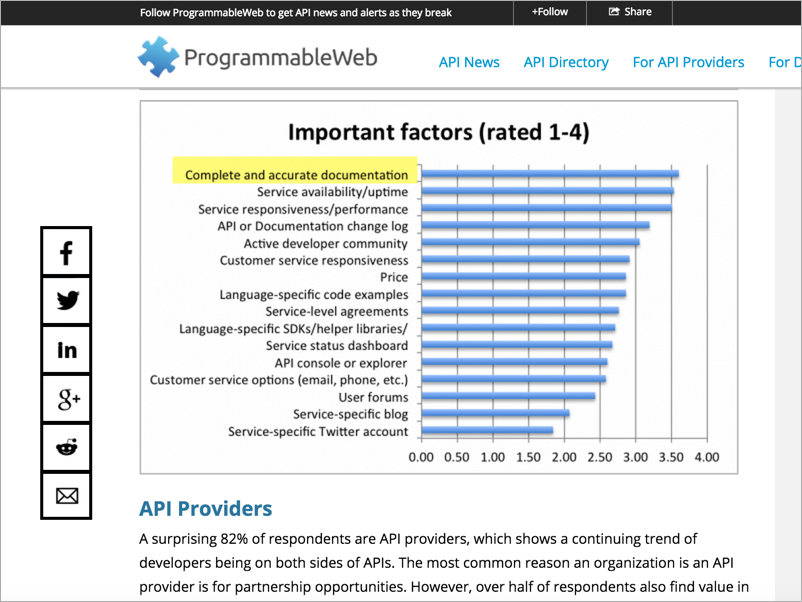 Follow ProgrammableWeb to get API news and alerts as they break
+Follow
Share
ProgrammableWeb
API News
API Directory
For API Providers
For D
Important factors (rated 1-4)
Complete and accurate documentation
Service availability/uptime
Service responsiveness/performance
API or Documentation change log
Active developer community
Customer service responsiveness
Price
Language-specific code examples
Service-level agreements
Language-specific SDKs/helper libraries/
Service status dashboard
API console or explorer
Customer service options (email, phone, etc.)
User forums
Service-specific blog
Service-specific Twitter account
0.00 0.50 1.00 1.50 2.00 2.50 3.00 3.50 4.00
f
in
g+
API Providers
A surprising 82% of respondents are API providers, which shows a continuing trend of
developers being on both sides of APIs. The most common reason an organization is an API
provider is for partnership opportunities. However, over half of respondents also find value in